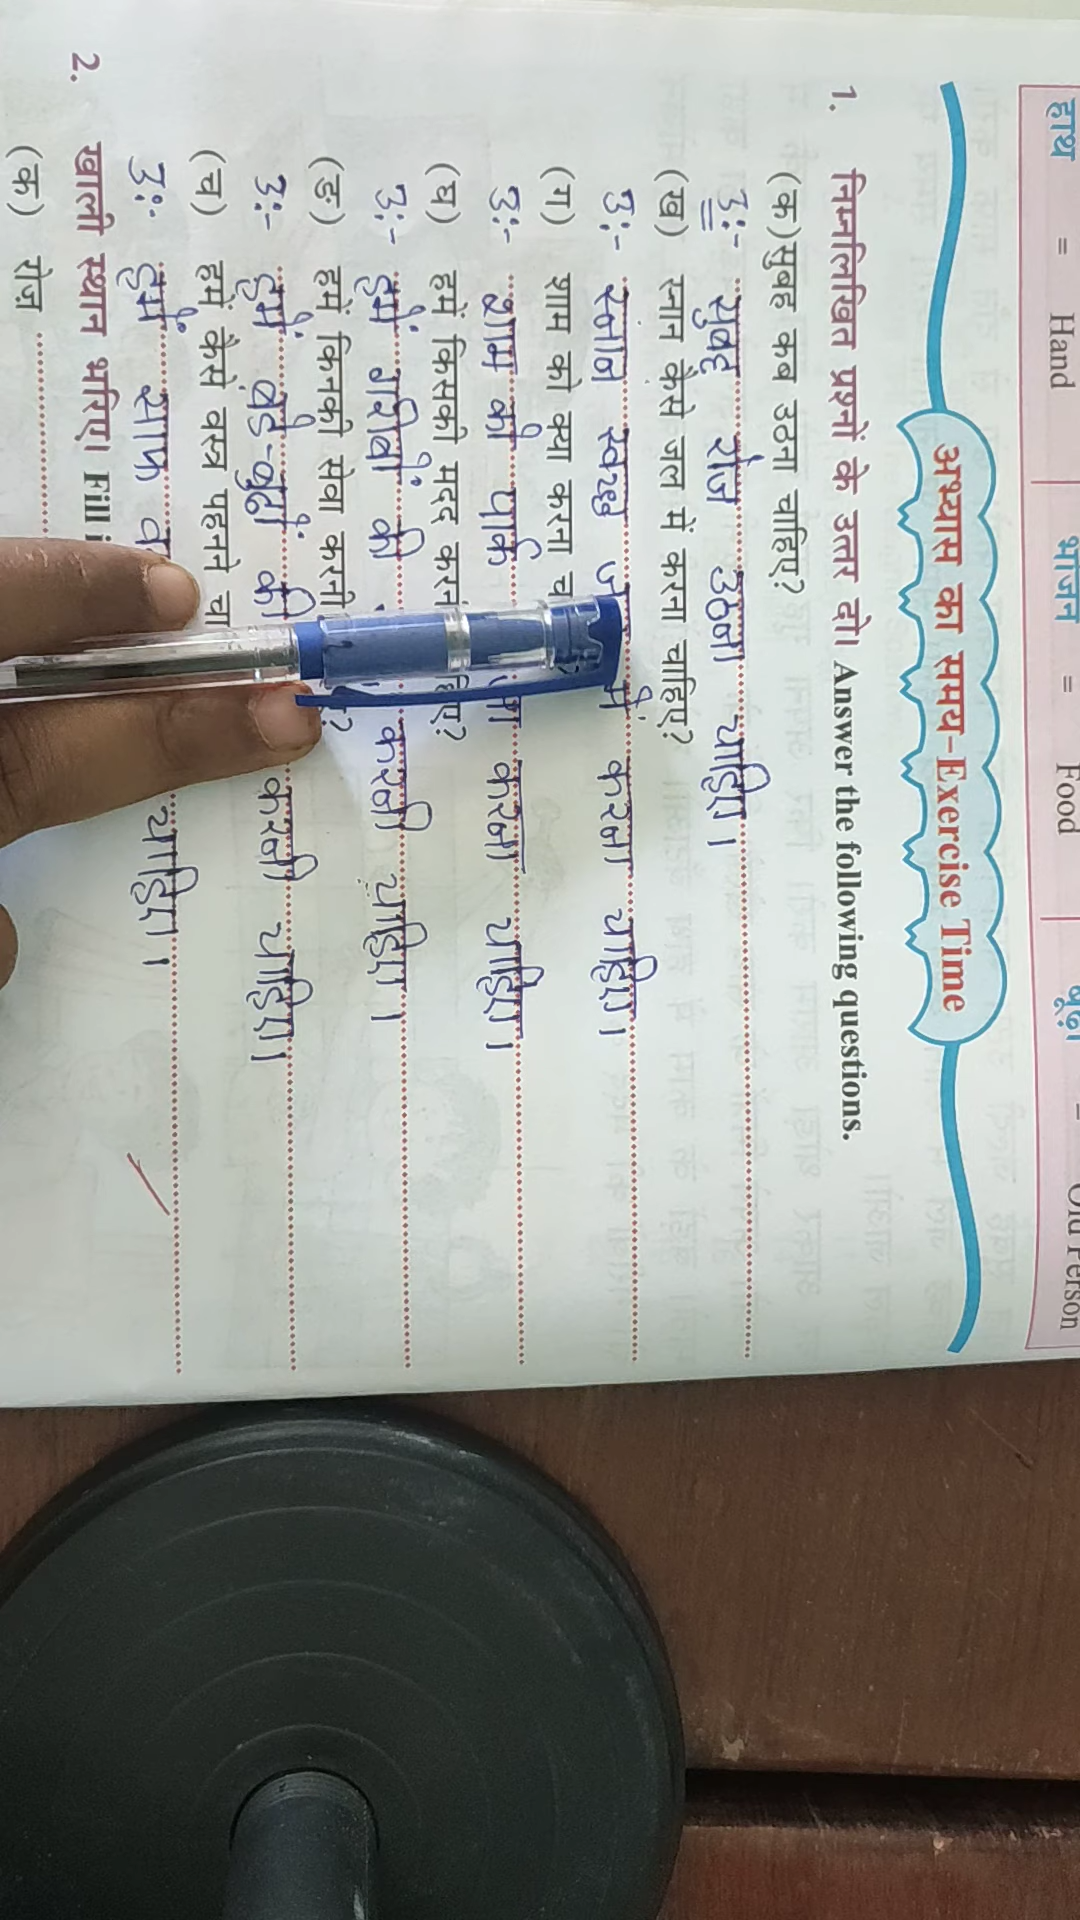 हाथ = Hand भोजन = Food बूढ़ा = Old Person
अभ्यास का समय-Exercise Time
1. निम्नलिखित प्रश्नों के उत्तर दो। Answer the following questions.
(क) सुबह कब उठना चाहिए?
उ:- सुबह रोज उठना चाहिए।
(ख) स्नान कैसे जल में करना चाहिए?
उ:- स्नान स्वच्छ में करना चाहिए।
(ग) शाम को क्या करना
उ:- शाम को पार्क करना चाहिए।
(घ) हमें किसकी मदद
उ:- हमें गरिबों की करनी चाहिए।
(ङ) हमें किनकी सेवा करनी
उ:- हमें बड़े-बुढ़ों की करनी चाहिए।
(च) हमें कैसे वस्त्र पहनने
उ:- हमें साफ चाहिए।
2. खाली स्थान भरिए। Fill
(क) रोज़